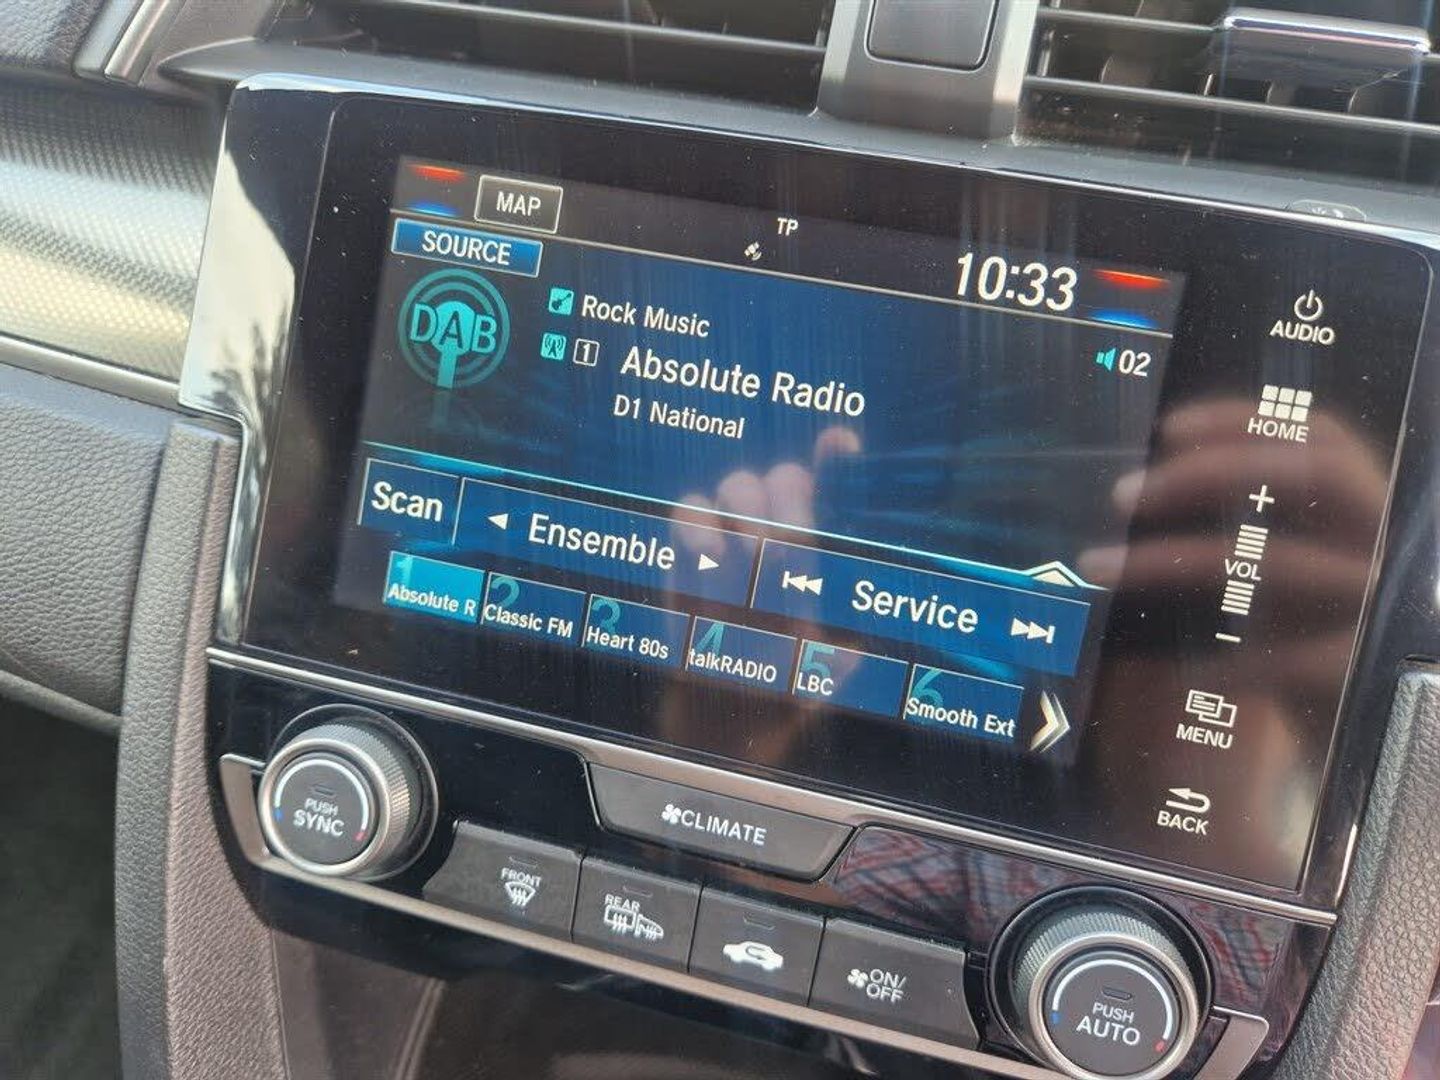 MAP
TP
10:33
SOURCE
DAB
Rock Music
02
1 Absolute Radio
D1 National
Scan
Ensemble
Service
1 Absolute R
2 Classic FM
3 Heart 80s
4 talkRADIO
5 LBC
6 Smooth Ext
AUDIO
HOME
+
VOL
−
MENU
BACK
PUSH
SYNC
CLIMATE
FRONT
REAR
ON/
OFF
PUSH
AUTO